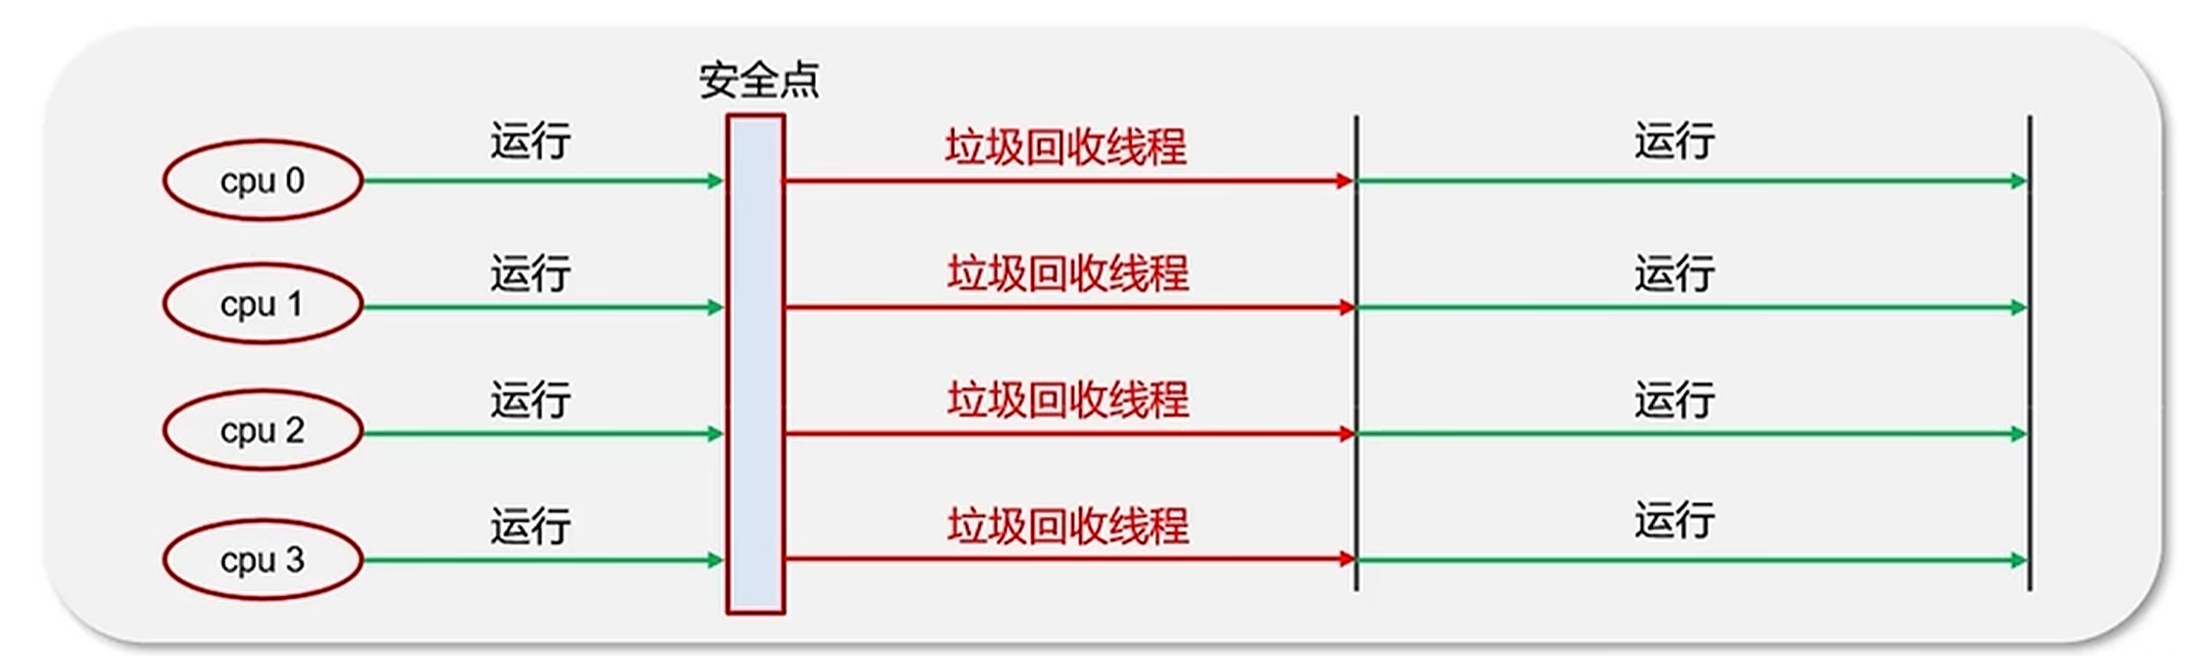 安全点
运行 垃圾回收线程 运行
cpu 0
运行 垃圾回收线程 运行
cpu 1
运行 垃圾回收线程 运行
cpu 2
运行 垃圾回收线程 运行
cpu 3